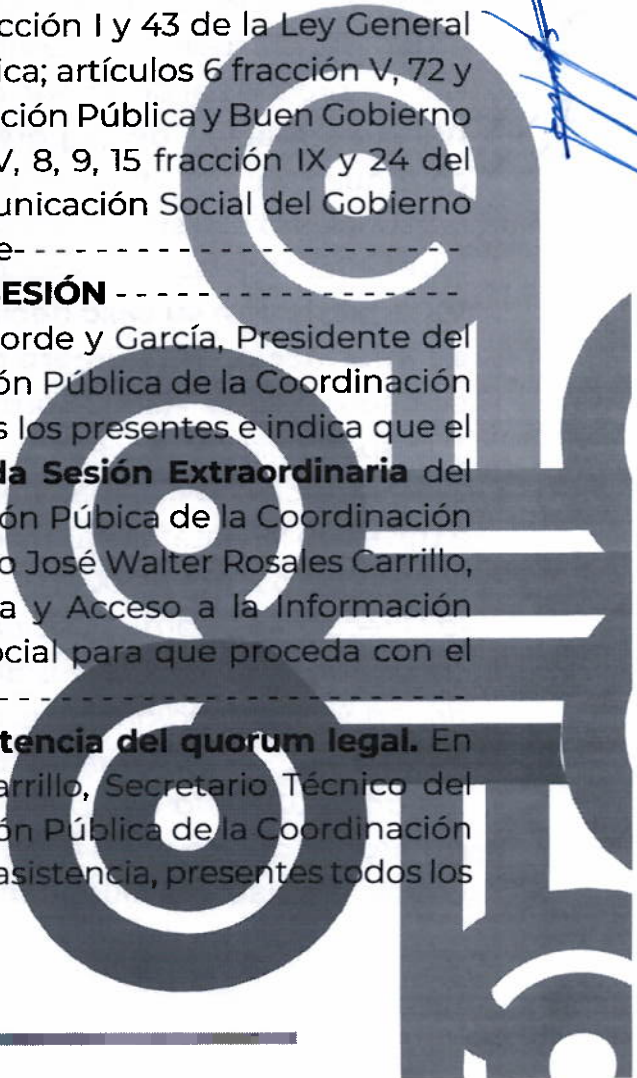 cción I y 43 de la Ley General
ica; artículos 6 fracción V, 72 y
ción Pública y Buen Gobierno
V, 8, 9, 15 fracción IX y 24 del
unicación Social del Gobierno
e- - - - - - - - - - - - - - - - - - - - - - - - -
SESIÓN - - - - - - - - - - - - - - - - - - -
orde y García, Presidente del
ón Pública de la Coordinación
s los presentes e indica que el
da Sesión Extraordinaria del
ón Púbica de la Coordinación
o José Walter Rosales Carrillo,
a y Acceso a la Información
ocial para que proceda con el
- - - - - - - - - - - - - - - - - - - - - - - - - -
tencia del quorum legal. En
arrillo, Secretario Técnico del
ón Pública de la Coordinación
asistencia, presentes todos los